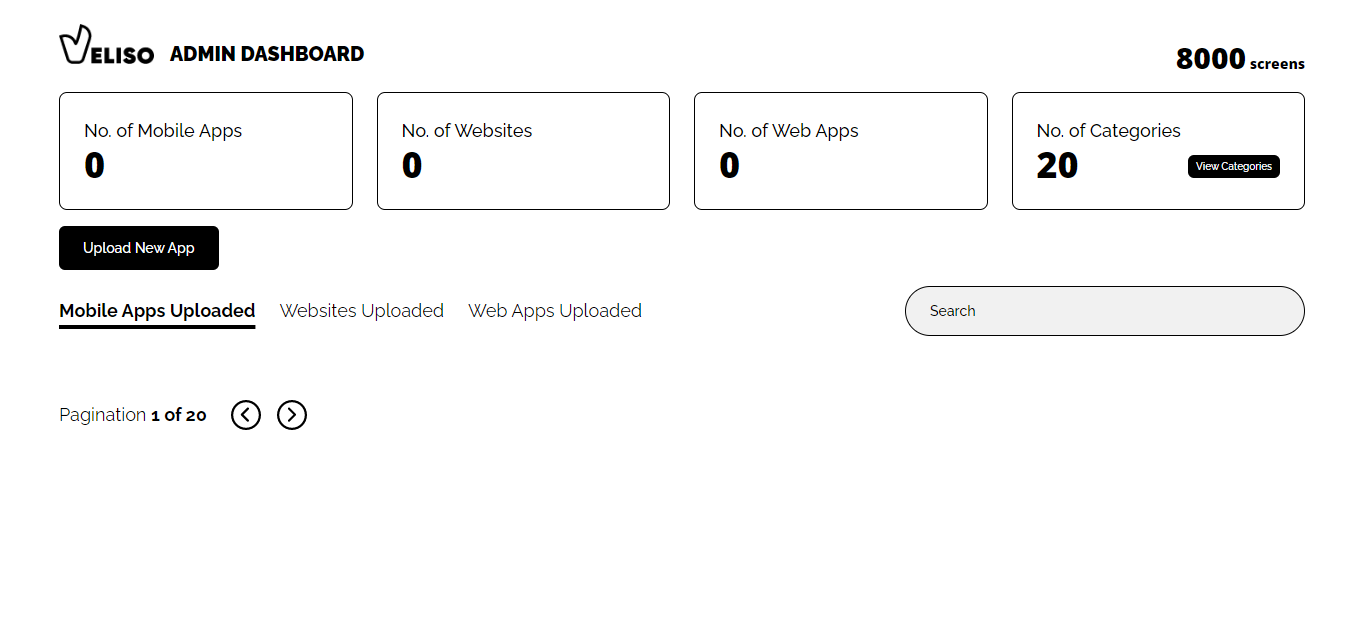 VELISO ADMIN DASHBOARD
8000 screens
No. of Mobile Apps
0
No. of Websites
0
No. of Web Apps
0
No. of Categories
20
View Categories
Upload New App
Mobile Apps Uploaded
Websites Uploaded
Web Apps Uploaded
Search
Pagination 1 of 20